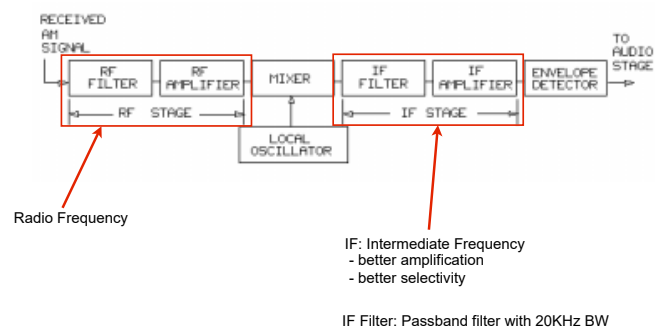 RECEIVED
AM
SIGNAL
TO
AUDIO
STAGE
RF
FILTER
RF
AMPLIFIER
MIXER
IF
FILTER
IF
AMPLIFIER
ENVELOPE
DETECTOR
RF STAGE
IF STAGE
LOCAL
OSCILLATOR
Radio Frequency
IF: Intermediate Frequency
- better amplification
- better selectivity
IF Filter: Passband filter with 20KHz BW